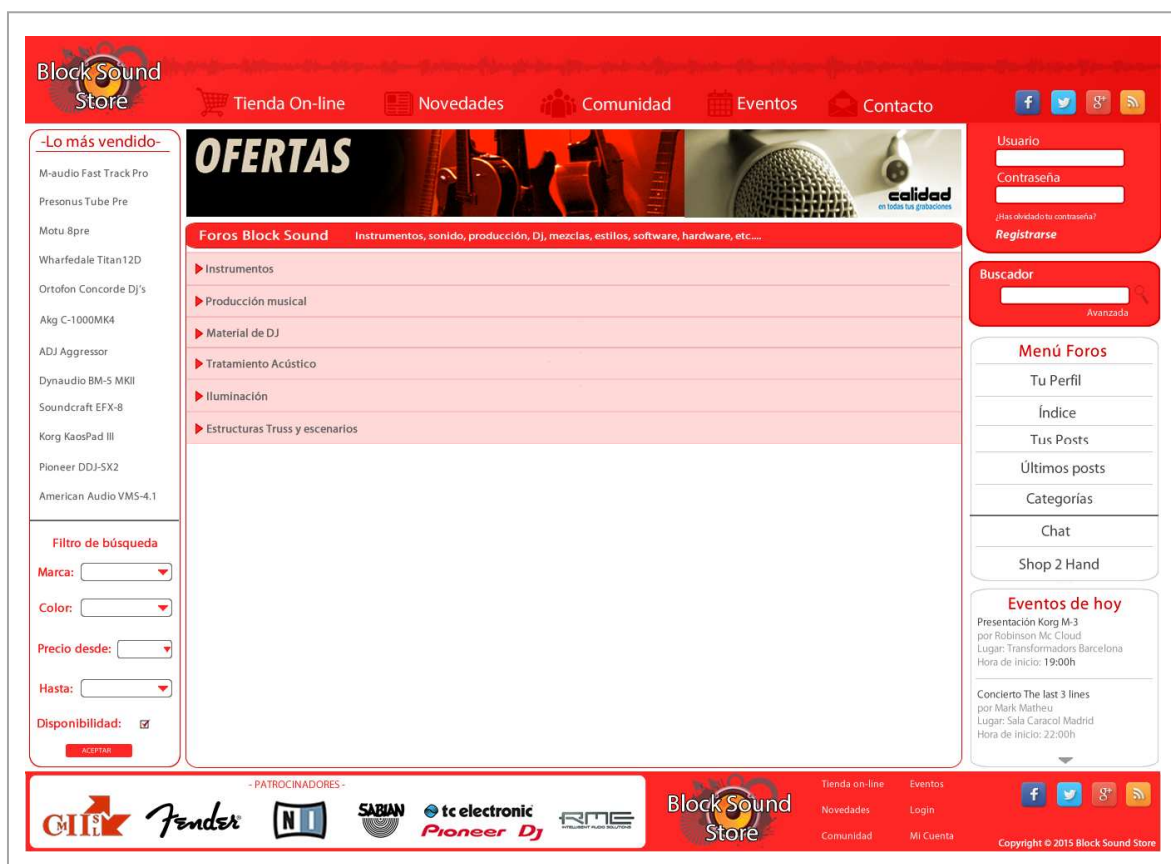 Block Sound
Store
Tienda On-line
Novedades
Comunidad
Eventos
Contacto
f
g+
-Lo más vendido-
M-audio Fast Track Pro
Presonus Tube Pre
Motu 8pre
Wharfedale Titan12D
Ortofon Concorde Dj's
Akg C-1000MK4
ADJ Aggressor
Dynaudio BM-5 MKII
Soundcraft EFX-8
Korg KaosPad III
Pioneer DDJ-SX2
American Audio VMS-4.1
Filtro de búsqueda
Marca:
Color:
Precio desde:
Hasta:
Disponibilidad:
ACEPTAR
OFERTAS
calidad
en todas tus grabaciones
Foros Block Sound Instrumentos, sonido, producción, Dj, mezclas, estilos, software, hardware, etc....
Instrumentos
Producción musical
Material de DJ
Tratamiento Acústico
Iluminación
Estructuras Truss y escenarios
Usuario
Contraseña
¿Has olvidado tu contraseña?
Registrarse
Buscador
Avanzada
Menú Foros
Tu Perfil
Índice
Tus Posts
Últimos posts
Categorías
Chat
Shop 2 Hand
Eventos de hoy
Presentación Korg M-3
por Robinson Mc Cloud
Lugar: Transformadors Barcelona
Hora de inicio: 19:00h
Concierto The last 3 lines
por Mark Matheu
Lugar: Sala Caracol Madrid
Hora de inicio: 22:00h
- PATROCINADORES -
Fender
N I
SABIAN
tc electronic
Pioneer Dj
RME
INTELLIGENT AUDIO SOLUTIONS
Block Sound
Store
Tienda on-line Eventos
Novedades Login
Comunidad Mi Cuenta
f
g+
Copyright © 2015 Block Sound Store